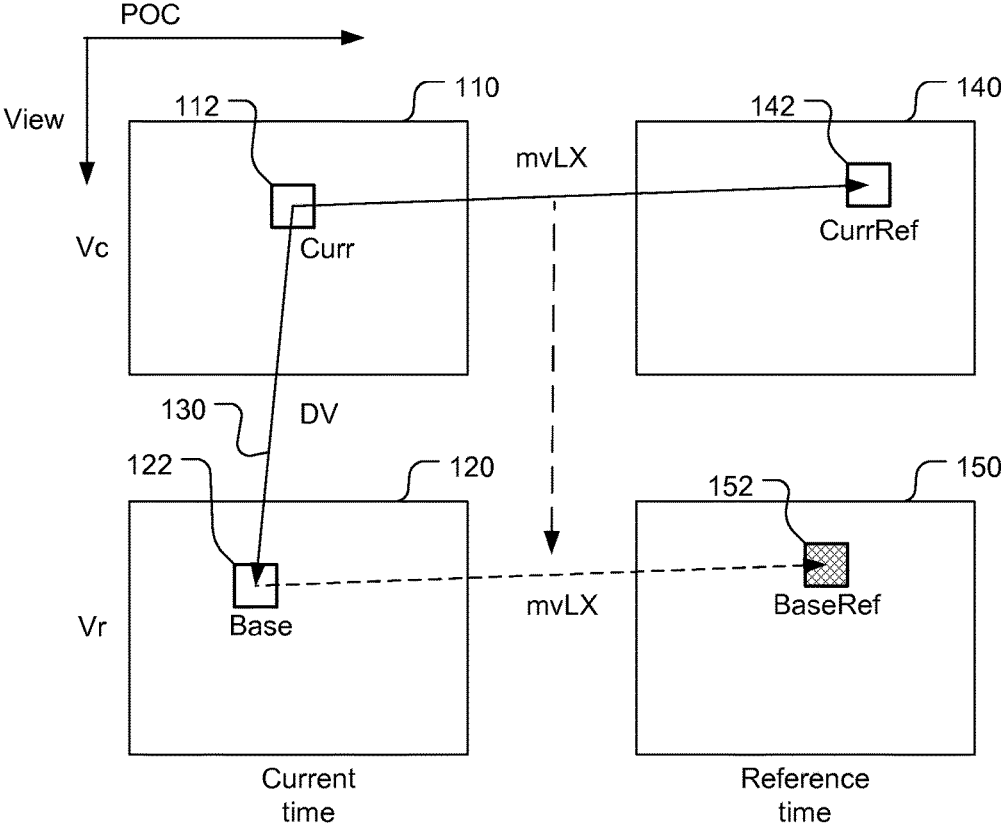 POC
View
110
140
112
142
mvLX
Curr
CurrRef
Vc
130
DV
122
120
152
150
Base
mvLX
BaseRef
Vr
Current
time
Reference
time